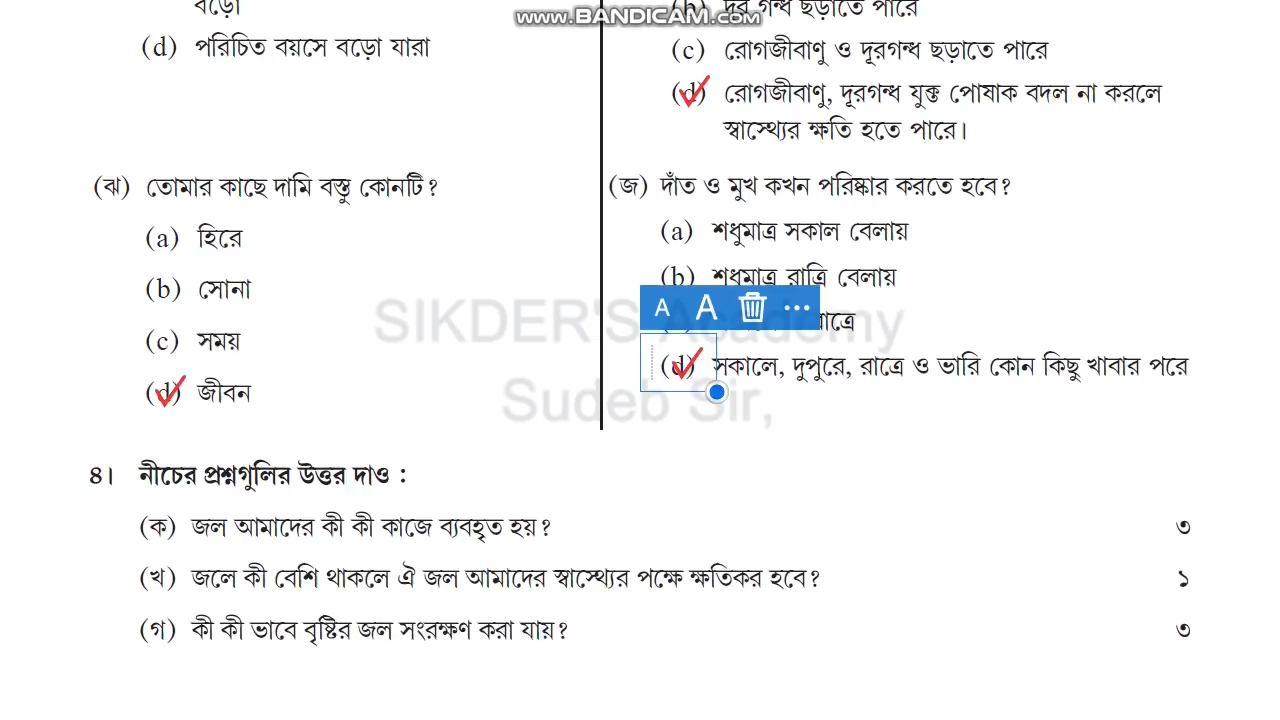 www.BANDICAM.com
বড়ো
(d) পরিচিত বয়সে বড়ো যারা
(b) দূর গন্ধ ছড়াতে পারে
(c) রোগজীবাণু ও দূরগন্ধ ছড়াতে পারে
(d) রোগজীবাণু, দূরগন্ধ যুক্ত পোষাক বদল না করলে
স্বাস্থ্যের ক্ষতি হতে পারে।
(ঝ) তোমার কাছে দামি বস্তু কোনটি?
(a) হিরে
(b) সোনা
(c) সময়
(d) জীবন
(জ) দাঁত ও মুখ কখন পরিষ্কার করতে হবে?
(a) শধুমাত্র সকাল বেলায়
(b) শধুমাত্র রাত্রি বেলায়
রাত্রে
(d) সকালে, দুপুরে, রাত্রে ও ভারি কোন কিছু খাবার পরে
A A
SIKDER'S Academy
Sudeb Sir,
৪। নীচের প্রশ্নগুলির উত্তর দাও :
(ক) জল আমাদের কী কী কাজে ব্যবহৃত হয়? ৩
(খ) জলে কী বেশি থাকলে ঐ জল আমাদের স্বাস্থ্যের পক্ষে ক্ষতিকর হবে? ১
(গ) কী কী ভাবে বৃষ্টির জল সংরক্ষণ করা যায়? ৩